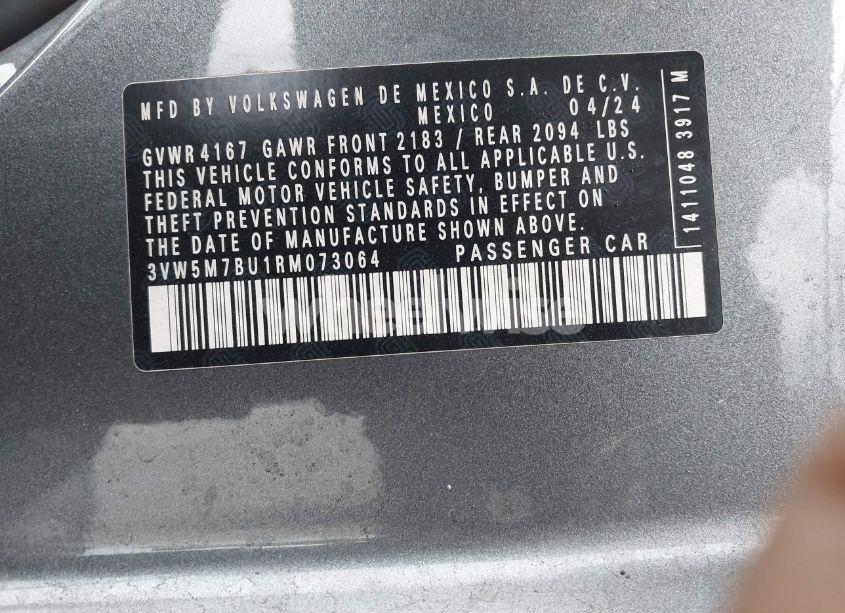 MFD BY VOLKSWAGEN DE MEXICO S.A. DE C.V.
MEXICO 04/24
GVWR 4167 GAWR FRONT 2183 / REAR 2094 LBS
THIS VEHICLE CONFORMS TO ALL APPLICABLE U.S.
FEDERAL MOTOR VEHICLE SAFETY, BUMPER AND
THEFT PREVENTION STANDARDS IN EFFECT ON
THE DATE OF MANUFACTURE SHOWN ABOVE.
3VW5M7BU1RM073064 PASSENGER CAR
1411048 3917 M
wheelwise